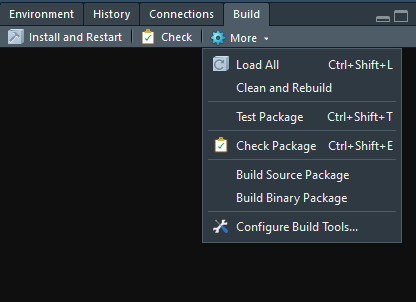 Environment History Connections Build
Install and Restart Check More
Load All Ctrl+Shift+L
Clean and Rebuild
Test Package Ctrl+Shift+T
Check Package Ctrl+Shift+E
Build Source Package
Build Binary Package
Configure Build Tools...